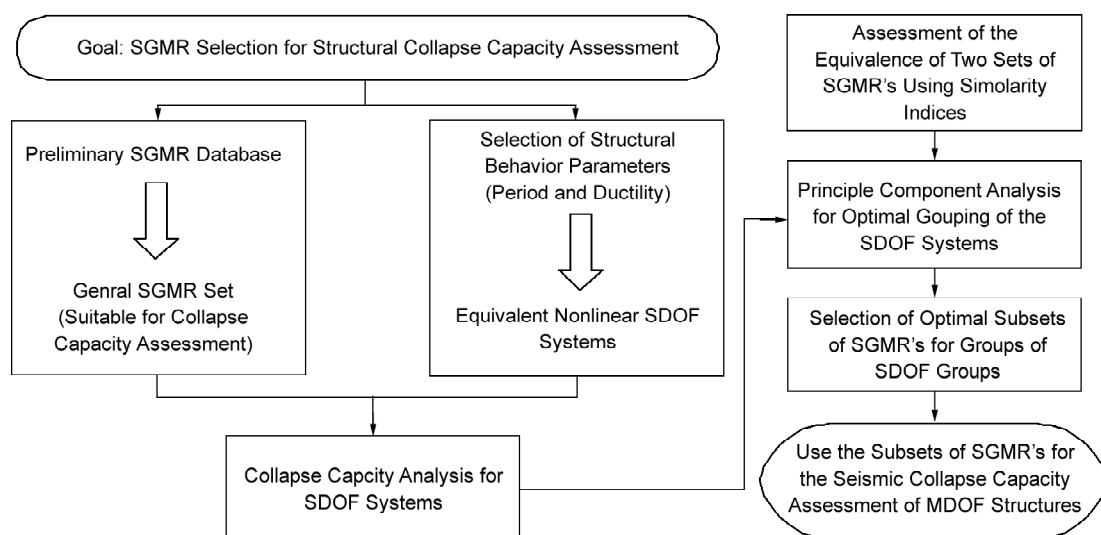 Goal: SGMR Selection for Structural Collapse Capacity Assessment
Preliminary SGMR Database
Genral SGMR Set
(Suitable for Collapse
Capacity Assessment)
Selection of Structural
Behavior Parameters
(Period and Ductility)
Equivalent Nonlinear SDOF
Systems
Collapse Capcity Analysis for
SDOF Systems
Assessment of the
Equivalence of Two Sets of
SGMR's Using Simolarity
Indices
Principle Component Analysis
for Optimal Gouping of the
SDOF Systems
Selection of Optimal Subsets
of SGMR's for Groups of
SDOF Groups
Use the Subsets of SGMR's for
the Seismic Collapse Capacity
Assessment of MDOF Structures